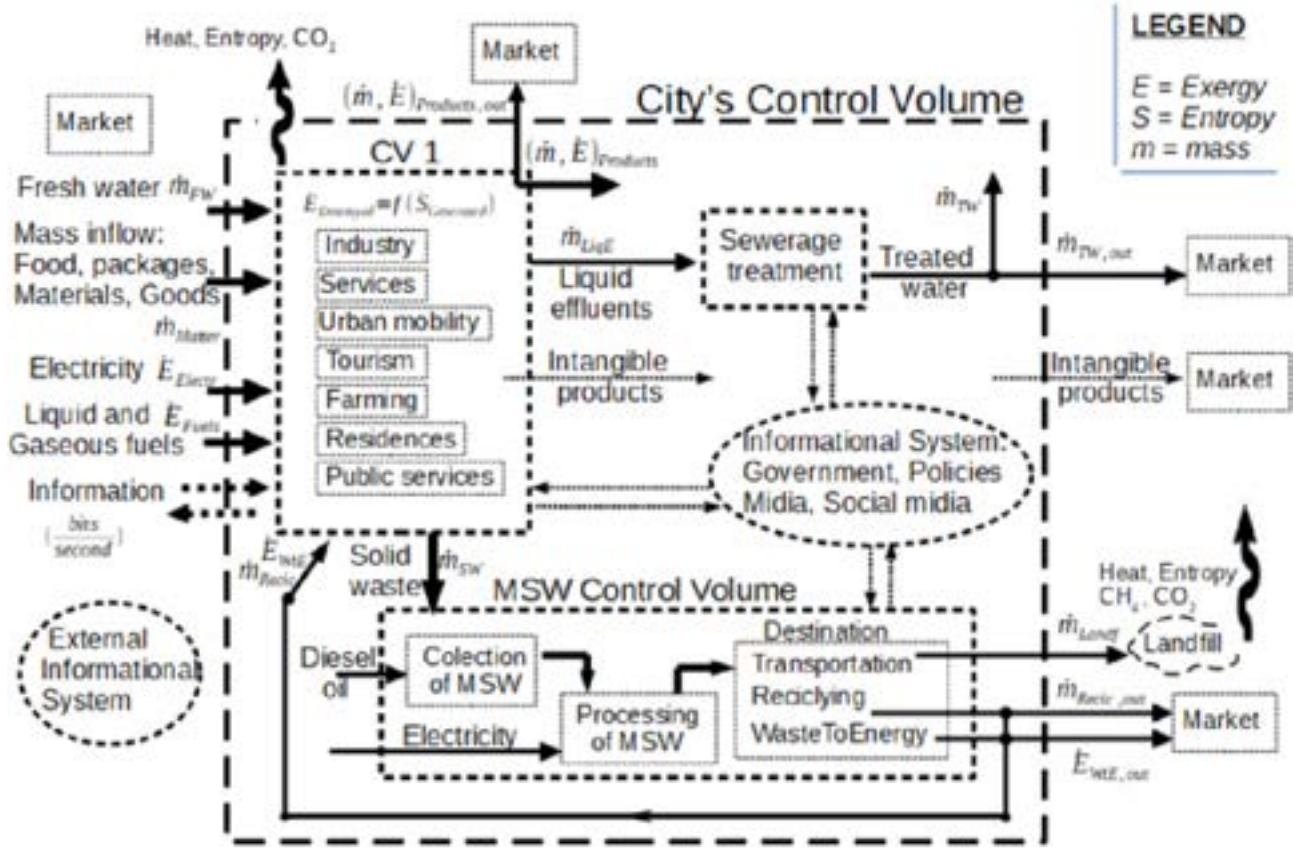 Heat, Entropy, CO₂
Market
LEGEND
E = Exergy
S = Entropy
m = mass
Market
(ṁ, Ė)Products,out
City's Control Volume
CV 1
(ṁ, Ė)Products
Fresh water ṁFW
Mass inflow:
Food, packages,
Materials, Goods
ṁMatter
Electricity ĖElectr
Liquid and ĖFuels
Gaseous fuels
Information
(bits/second)
External
Informational
System
ĖDestroyed=f(ṠGenerated)
Industry
Services
Urban mobility
Tourism
Farming
Residences
Public services
ṁLiqE
Liquid
effluents
Sewerage
treatment
Treated
water
ṁTW
ṁTW,out
Market
Intangible
products
Intangible
products
Market
Informational System:
Government, Policies
Midia, Social midia
ĖWtE
ṁRecic
Solid
waste
ṁSW
MSW Control Volume
Diesel
oil
Colection
of MSW
Electricity
Processing
of MSW
Destination
Transportation
Reciclying
WasteToEnergy
Heat, Entropy
CH₄, CO₂
ṁLandf
Landfill
ṁRecic,out
Market
ĖWtE,out